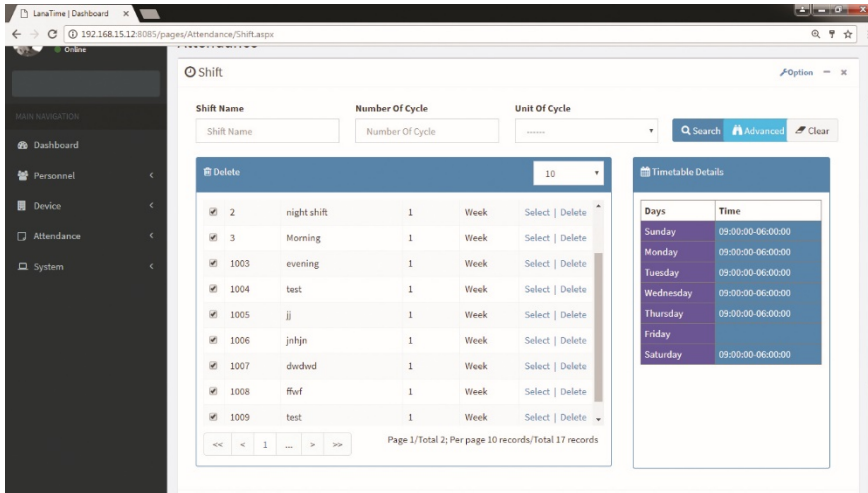 LanaTime | Dashboard
192.168.15.12:8085/pages/Attendance/Shift.aspx
Online
MAIN NAVIGATION
Dashboard
Personnel
Device
Attendance
System
Shift
Option
Shift Name
Number Of Cycle
Unit Of Cycle
Shift Name
Number Of Cycle
------
Search
Advanced
Clear
Delete
10
2 night shift 1 Week Select | Delete
3 Morning 1 Week Select | Delete
1003 evening 1 Week Select | Delete
1004 test 1 Week Select | Delete
1005 jj 1 Week Select | Delete
1006 jnhjn 1 Week Select | Delete
1007 dwdwd 1 Week Select | Delete
1008 ffwf 1 Week Select | Delete
1009 test 1 Week Select | Delete
<< < 1 ... > >>
Page 1/Total 2; Per page 10 records/Total 17 records
Timetable Details
Days Time
Sunday 09:00:00-06:00:00
Monday 09:00:00-06:00:00
Tuesday 09:00:00-06:00:00
Wednesday 09:00:00-06:00:00
Thursday 09:00:00-06:00:00
Friday
Saturday 09:00:00-06:00:00